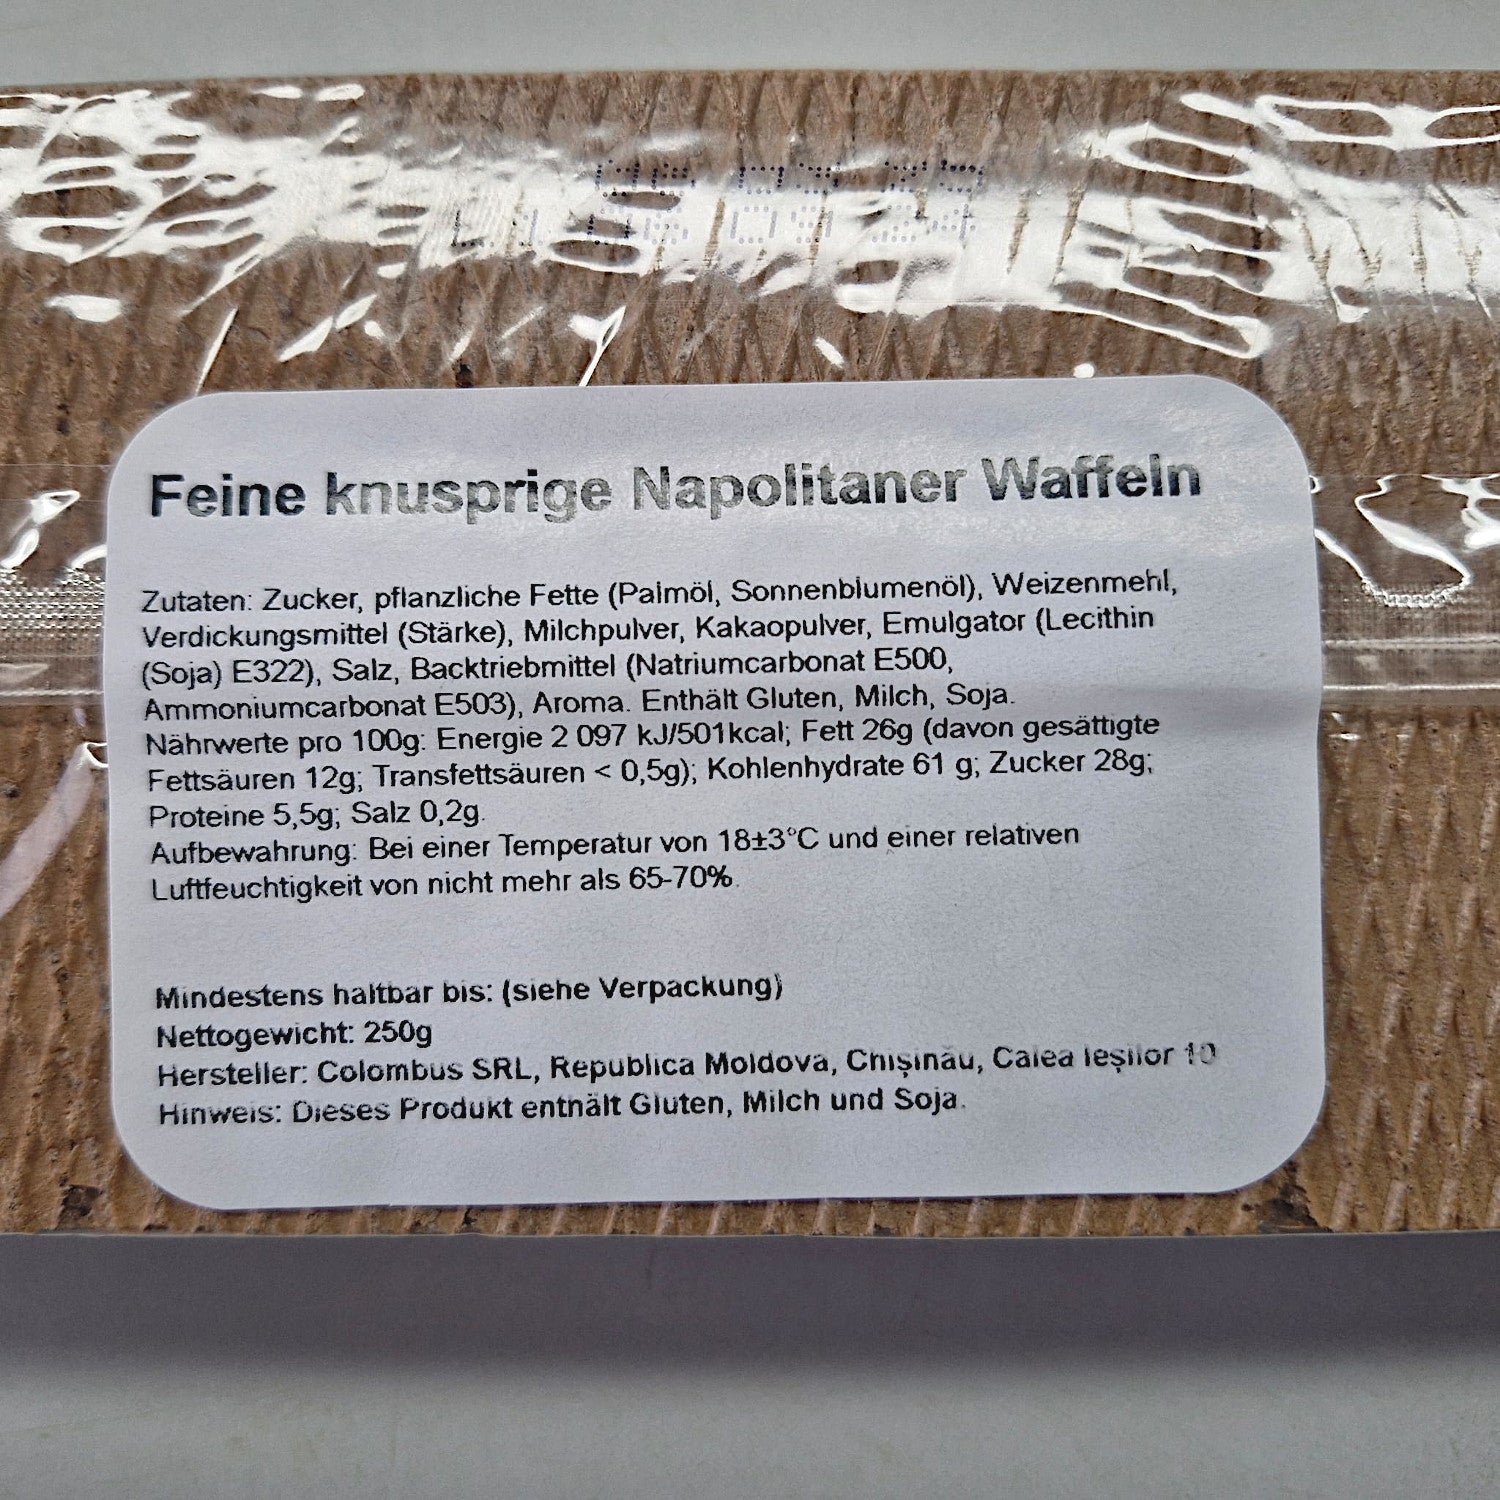 L1 06 03 24
Feine knusprige Napolitaner Waffeln
Zutaten: Zucker, pflanzliche Fette (Palmöl, Sonnenblumenöl), Weizenmehl,
Verdickungsmittel (Stärke), Milchpulver, Kakaopulver, Emulgator (Lecithin
(Soja) E322), Salz, Backtriebmittel (Natriumcarbonat E500,
Ammoniumcarbonat E503), Aroma. Enthält Gluten, Milch, Soja.
Nährwerte pro 100g: Energie 2 097 kJ/501kcal; Fett 26g (davon gesättigte
Fettsäuren 12g; Transfettsäuren < 0,5g); Kohlenhydrate 61 g; Zucker 28g;
Proteine 5,5g; Salz 0,2g.
Aufbewahrung: Bei einer Temperatur von 18±3°C und einer relativen
Luftfeuchtigkeit von nicht mehr als 65-70%.
Mindestens haltbar bis: (siehe Verpackung)
Nettogewicht: 250g
Hersteller: Colombus SRL, Republica Moldova, Chișinău, Calea Ieșilor 10
Hinweis: Dieses Produkt enthält Gluten, Milch und Soja.